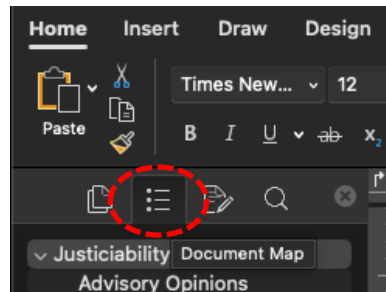 Home Insert Draw Design
Times New... 12
Paste
B I U ab x₂
Justiciability Document Map
Advisory Opinions